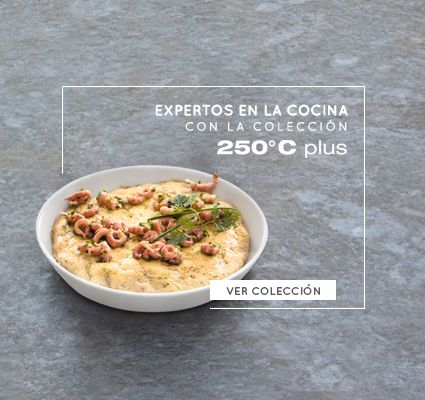 EXPERTOS EN LA COCINA
CON LA COLECCIÓN
250°C plus
VER COLECCIÓN